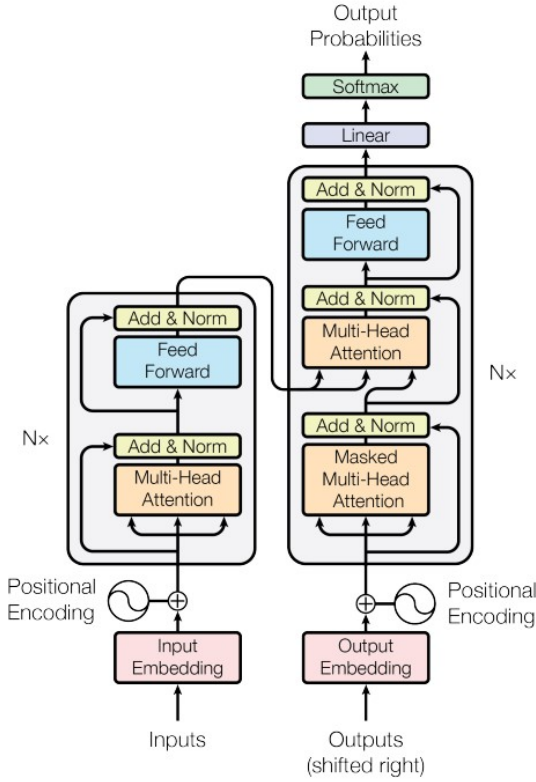 Output
Probabilities
Softmax
Linear
Add & Norm
Feed
Forward
Add & Norm
Multi-Head
Attention
Add & Norm
Masked
Multi-Head
Attention
N×
Add & Norm
Feed
Forward
Add & Norm
Multi-Head
Attention
N×
Positional
Encoding
Positional
Encoding
Input
Embedding
Output
Embedding
Inputs
Outputs
(shifted right)